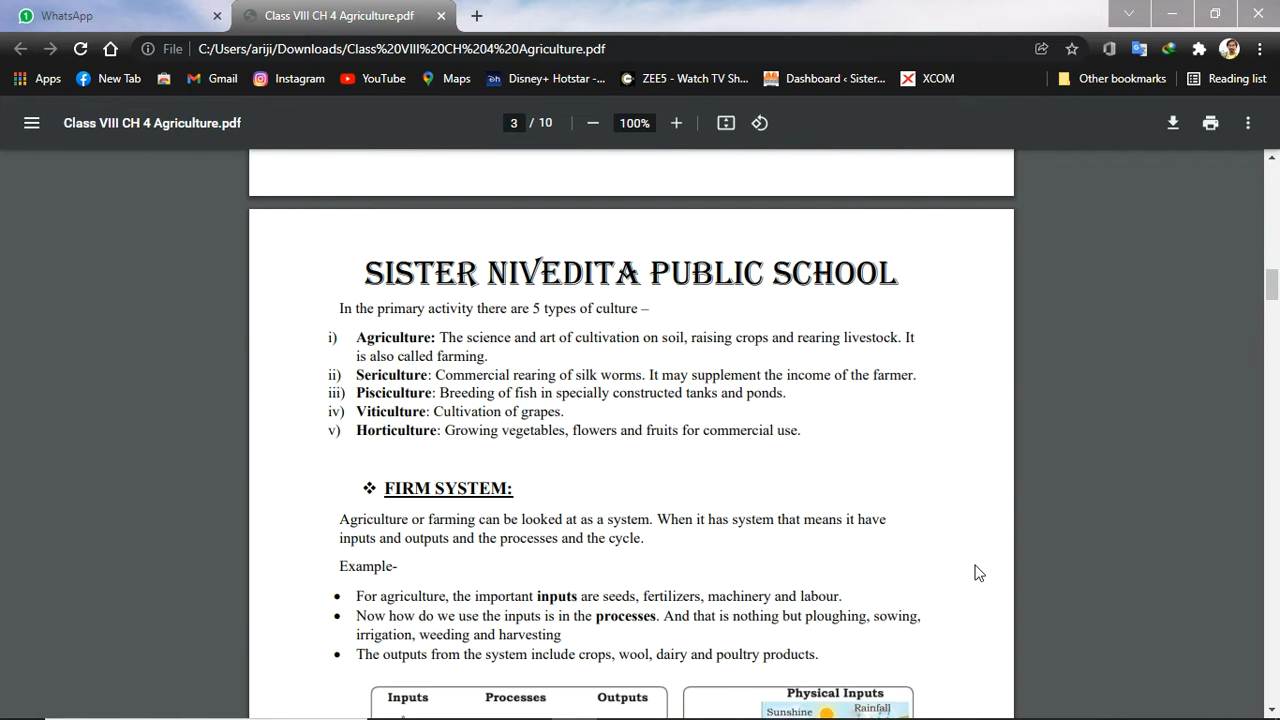 WhatsApp
Class VIII CH 4 Agriculture.pdf
File
C:/Users/ariji/Downloads/Class%20VIII%20CH%204%20Agriculture.pdf
Apps
New Tab
Gmail
Instagram
YouTube
Maps
Disney+ Hotstar -...
ZEE5 - Watch TV Sh...
Dashboard ‹ Sister...
XCOM
Other bookmarks
Reading list
Class VIII CH 4 Agriculture.pdf
3 / 10
100%
SISTER NIVEDITA PUBLIC SCHOOL
In the primary activity there are 5 types of culture –
i) Agriculture: The science and art of cultivation on soil, raising crops and rearing livestock. It
is also called farming.
ii) Sericulture: Commercial rearing of silk worms. It may supplement the income of the farmer.
iii) Pisciculture: Breeding of fish in specially constructed tanks and ponds.
iv) Viticulture: Cultivation of grapes.
v) Horticulture: Growing vegetables, flowers and fruits for commercial use.
❖ FIRM SYSTEM:
Agriculture or farming can be looked at as a system. When it has system that means it have
inputs and outputs and the processes and the cycle.
Example-
• For agriculture, the important inputs are seeds, fertilizers, machinery and labour.
• Now how do we use the inputs is in the processes. And that is nothing but ploughing, sowing,
irrigation, weeding and harvesting
• The outputs from the system include crops, wool, dairy and poultry products.
Inputs Processes Outputs
Physical Inputs
Sunshine Rainfall